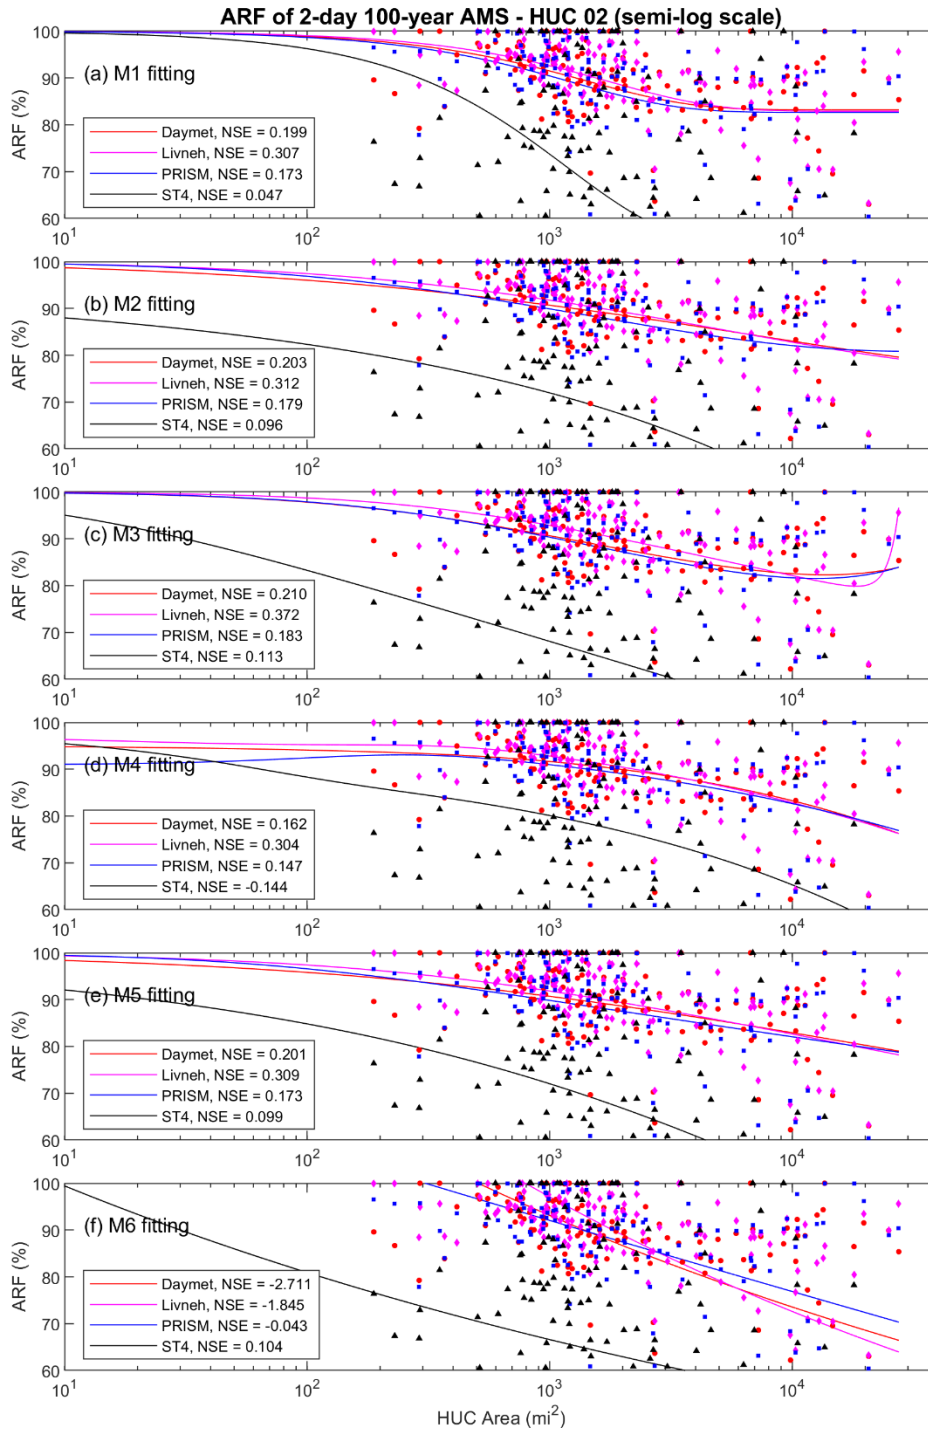 ARF of 2-day 100-year AMS - HUC 02 (semi-log scale)
100
90
80
70
60
ARF (%)
(a) M1 fitting
Daymet, NSE = 0.199
Livneh, NSE = 0.307
PRISM, NSE = 0.173
ST4, NSE = 0.047
10^1
10^2
10^3
10^4
100
90
80
70
60
ARF (%)
(b) M2 fitting
Daymet, NSE = 0.203
Livneh, NSE = 0.312
PRISM, NSE = 0.179
ST4, NSE = 0.096
10^1
10^2
10^3
10^4
100
90
80
70
60
ARF (%)
(c) M3 fitting
Daymet, NSE = 0.210
Livneh, NSE = 0.372
PRISM, NSE = 0.183
ST4, NSE = 0.113
10^1
10^2
10^3
10^4
100
90
80
70
60
ARF (%)
(d) M4 fitting
Daymet, NSE = 0.162
Livneh, NSE = 0.304
PRISM, NSE = 0.147
ST4, NSE = -0.144
10^1
10^2
10^3
10^4
100
90
80
70
60
ARF (%)
(e) M5 fitting
Daymet, NSE = 0.201
Livneh, NSE = 0.309
PRISM, NSE = 0.173
ST4, NSE = 0.099
10^1
10^2
10^3
10^4
100
90
80
70
60
ARF (%)
(f) M6 fitting
Daymet, NSE = -2.711
Livneh, NSE = -1.845
PRISM, NSE = -0.043
ST4, NSE = 0.104
10^1
10^2
10^3
10^4
HUC Area (mi^2)